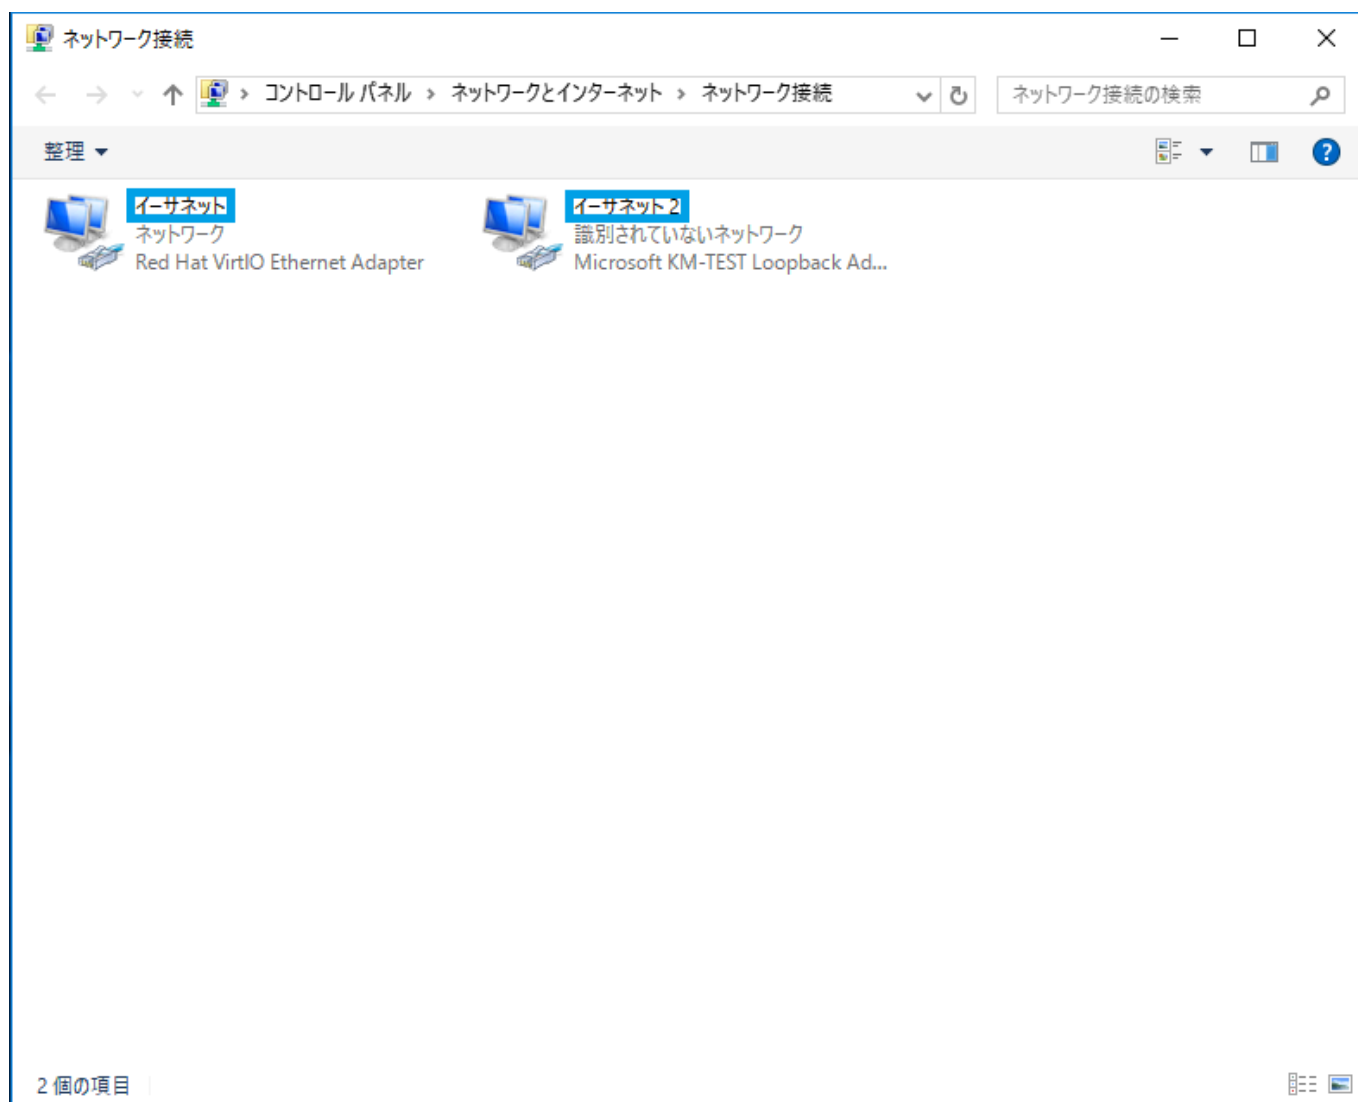 ネットワーク接続
コントロール パネル › ネットワークとインターネット › ネットワーク接続
ネットワーク接続の検索
整理
イーサネット
ネットワーク
Red Hat VirtIO Ethernet Adapter
イーサネット 2
識別されていないネットワーク
Microsoft KM-TEST Loopback Ad...
2 個の項目